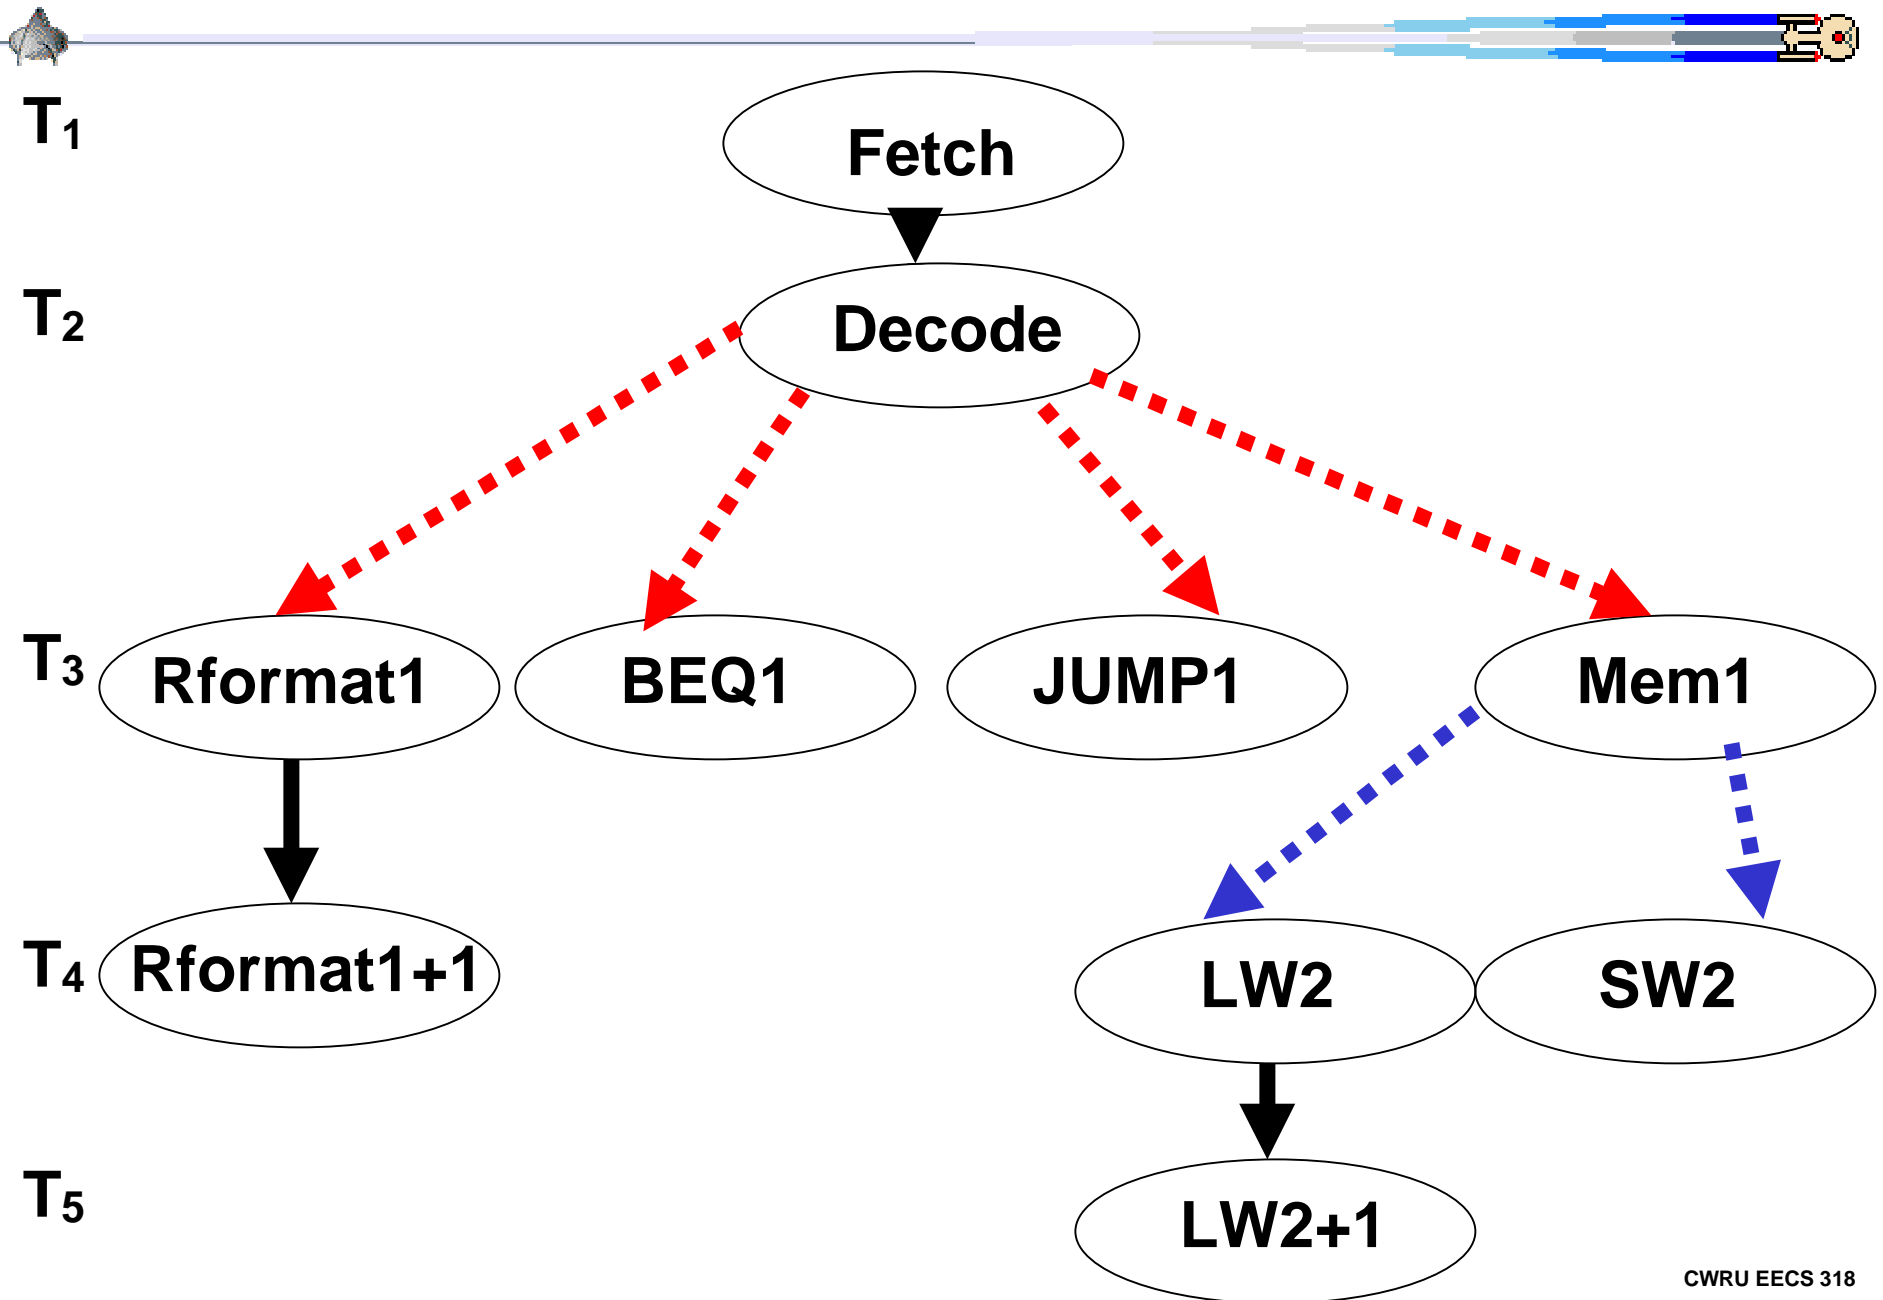 T1
Fetch
T2
Decode
T3
Rformat1
BEQ1
JUMP1
Mem1
T4
Rformat1+1
LW2
SW2
T5
LW2+1
CWRU EECS 318